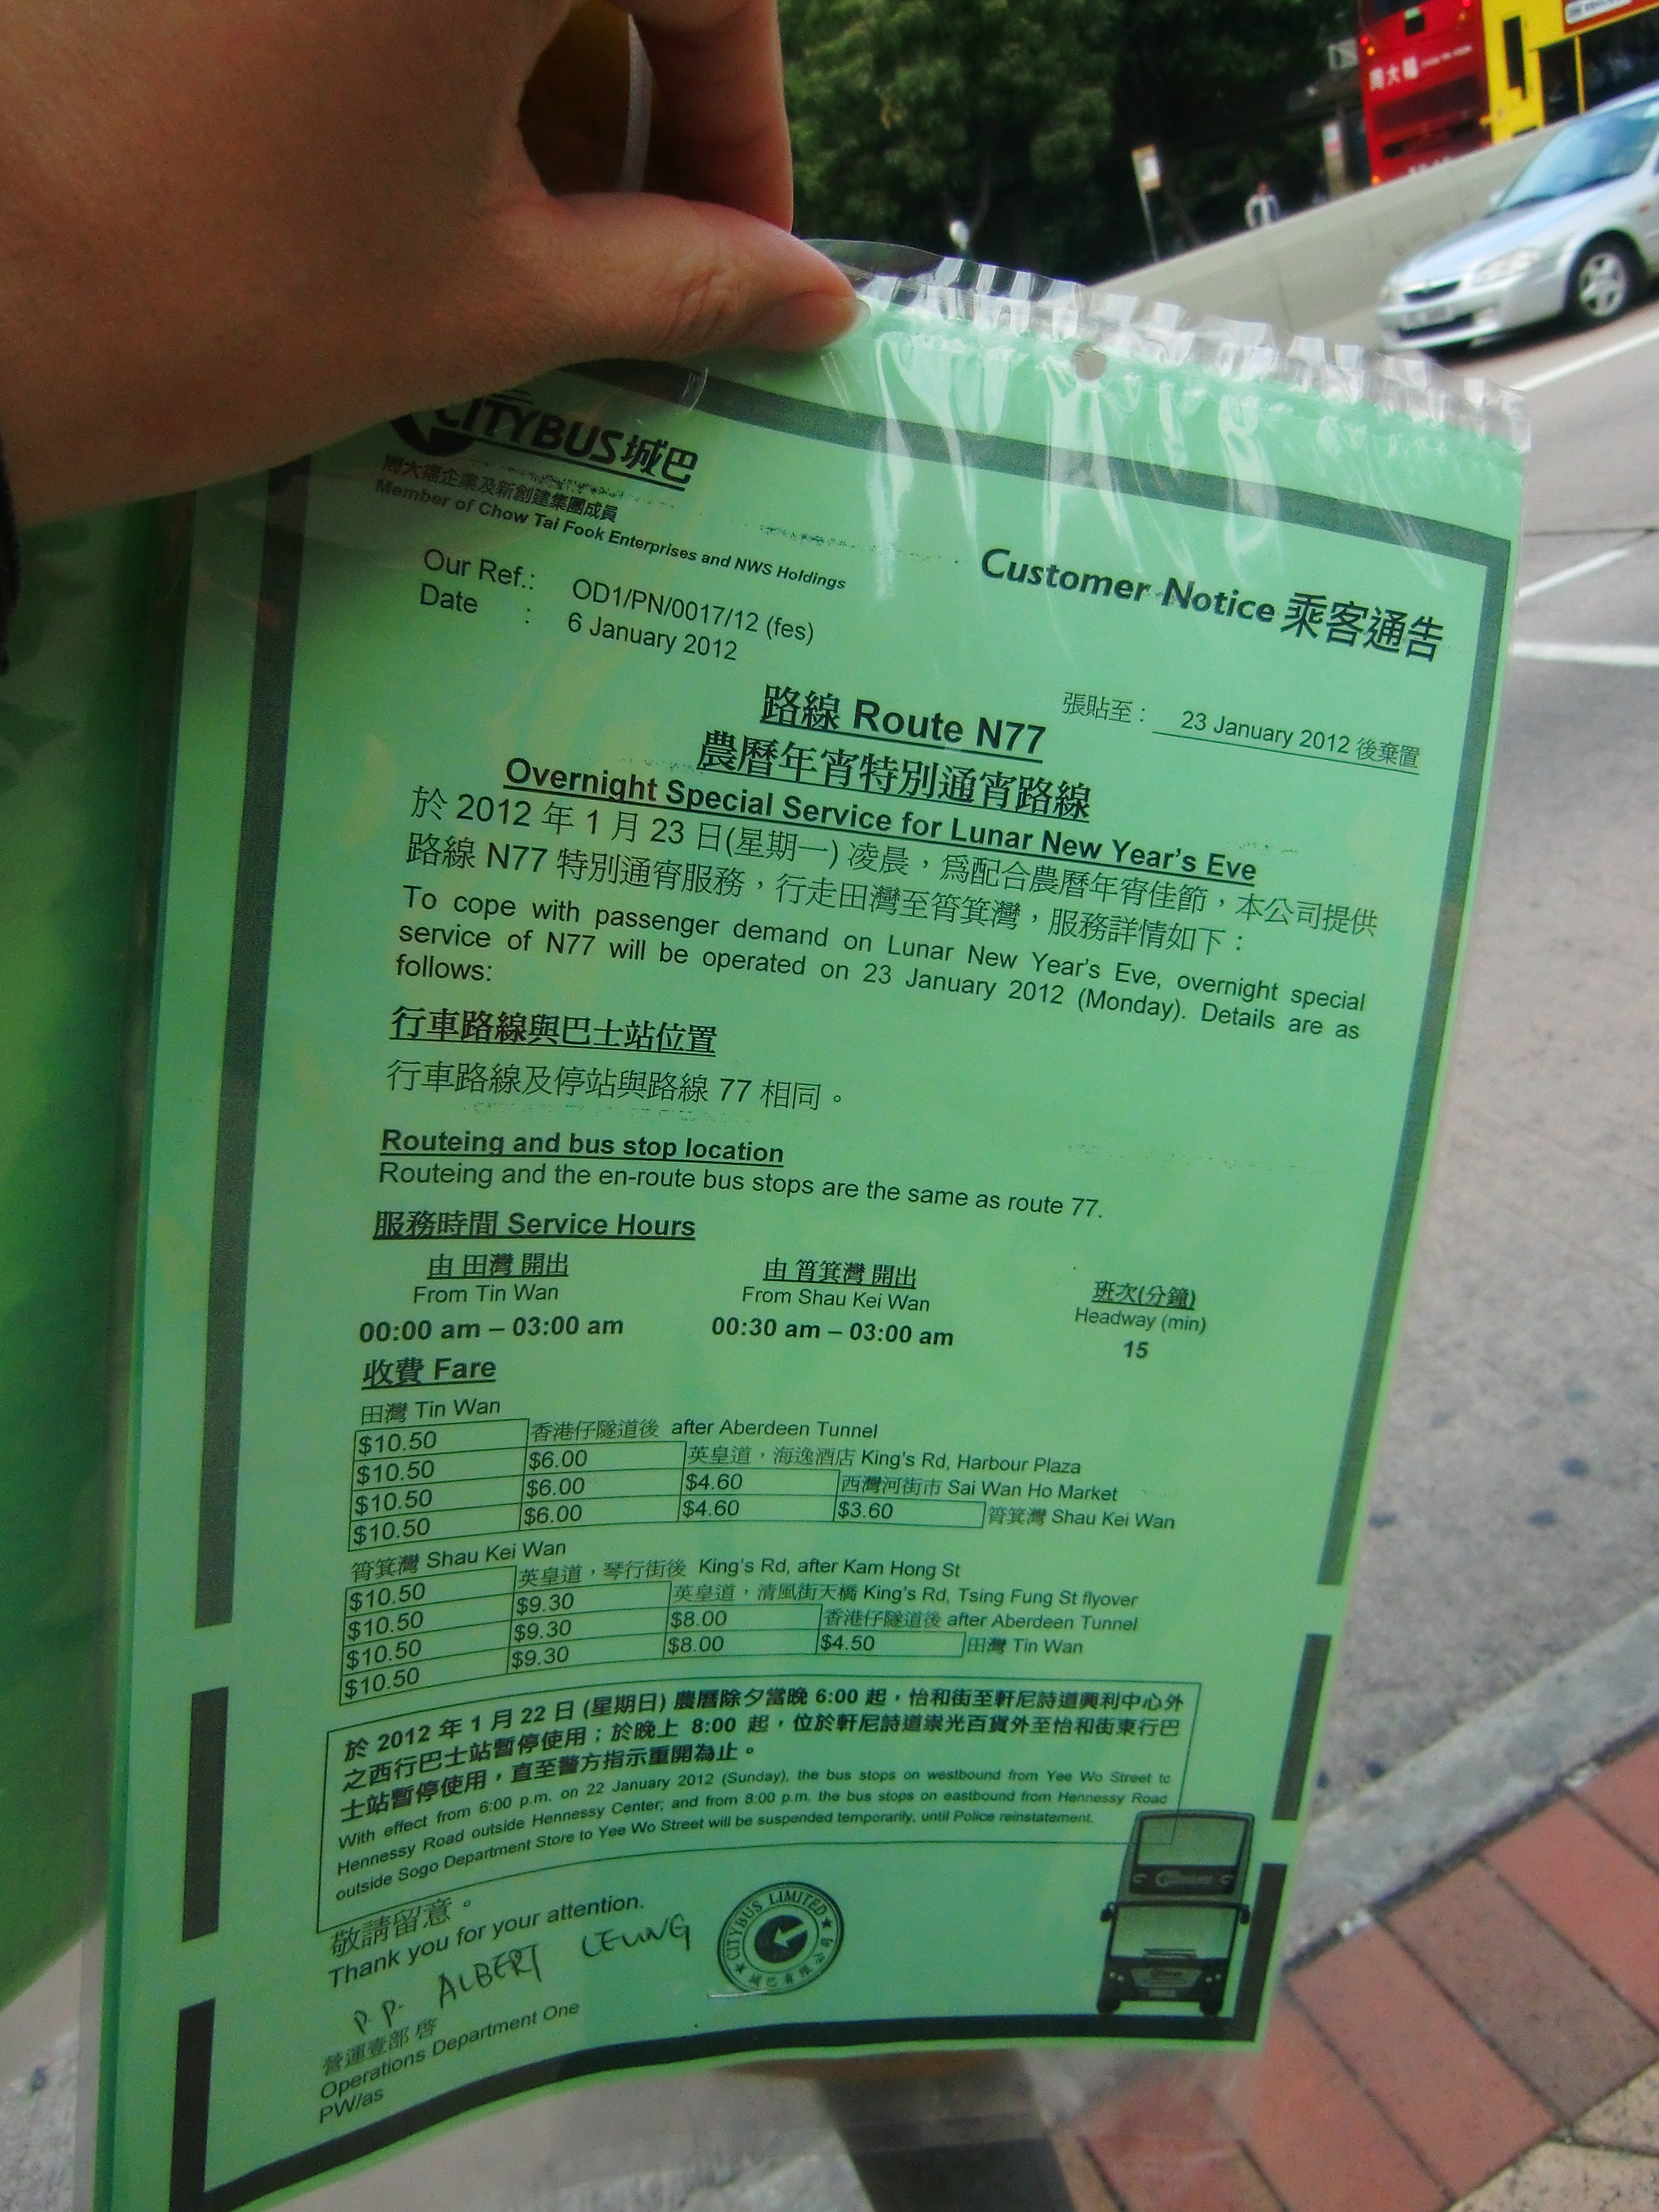 周大福
CITYBUS 城巴
周大福企業及新創建集團成員
Member of Chow Tai Fook Enterprises and NWS Holdings
Customer Notice 乘客通告
Our Ref.: OD1/PN/0017/12 (fes)
Date : 6 January 2012
張貼至： 23 January 2012 後棄置
路線 Route N77
農曆年宵特別通宵路線
Overnight Special Service for Lunar New Year's Eve
於 2012 年 1 月 23 日(星期一) 凌晨，爲配合農曆年宵佳節，本公司提供
路線 N77 特別通宵服務，行走田灣至筲箕灣，服務詳情如下：
To cope with passenger demand on Lunar New Year's Eve, overnight special
service of N77 will be operated on 23 January 2012 (Monday). Details are as
follows:
行車路線與巴士站位置
行車路線及停站與路線 77 相同。
Routeing and bus stop location
Routeing and the en-route bus stops are the same as route 77.
服務時間 Service Hours
由 田灣 開出 由 筲箕灣 開出 班次(分鐘)
From Tin Wan From Shau Kei Wan Headway (min)
00:00 am – 03:00 am 00:30 am – 03:00 am 15
收費 Fare
田灣 Tin Wan
$10.50 香港仔隧道後 after Aberdeen Tunnel
$10.50 $6.00 英皇道，海逸酒店 King's Rd, Harbour Plaza
$10.50 $6.00 $4.60 西灣河街市 Sai Wan Ho Market
$10.50 $6.00 $4.60 $3.60 筲箕灣 Shau Kei Wan
筲箕灣 Shau Kei Wan
$10.50 英皇道，琴行街後 King's Rd, after Kam Hong St
$10.50 $9.30 英皇道，清風街天橋 King's Rd, Tsing Fung St flyover
$10.50 $9.30 $8.00 香港仔隧道後 after Aberdeen Tunnel
$10.50 $9.30 $8.00 $4.50 田灣 Tin Wan
於 2012 年 1 月 22 日 (星期日) 農曆除夕當晚 6:00 起，怡和街至軒尼詩道興利中心外
之西行巴士站暫停使用；於晚上 8:00 起，位於軒尼詩道崇光百貨外至怡和街東行巴
士站暫停使用，直至警方指示重開為止。
With effect from 6:00 p.m. on 22 January 2012 (Sunday), the bus stops on westbound from Yee Wo Street to
Hennessy Road outside Hennessy Center; and from 8:00 p.m. the bus stops on eastbound from Hennessy Road
outside Sogo Department Store to Yee Wo Street will be suspended temporarily, until Police reinstatement.
敬請留意。
Thank you for your attention.
P.P. ALBERT LEUNG
CITYBUS LIMITED
城巴有限公司
營運壹部 啓
Operations Department One
PW/as